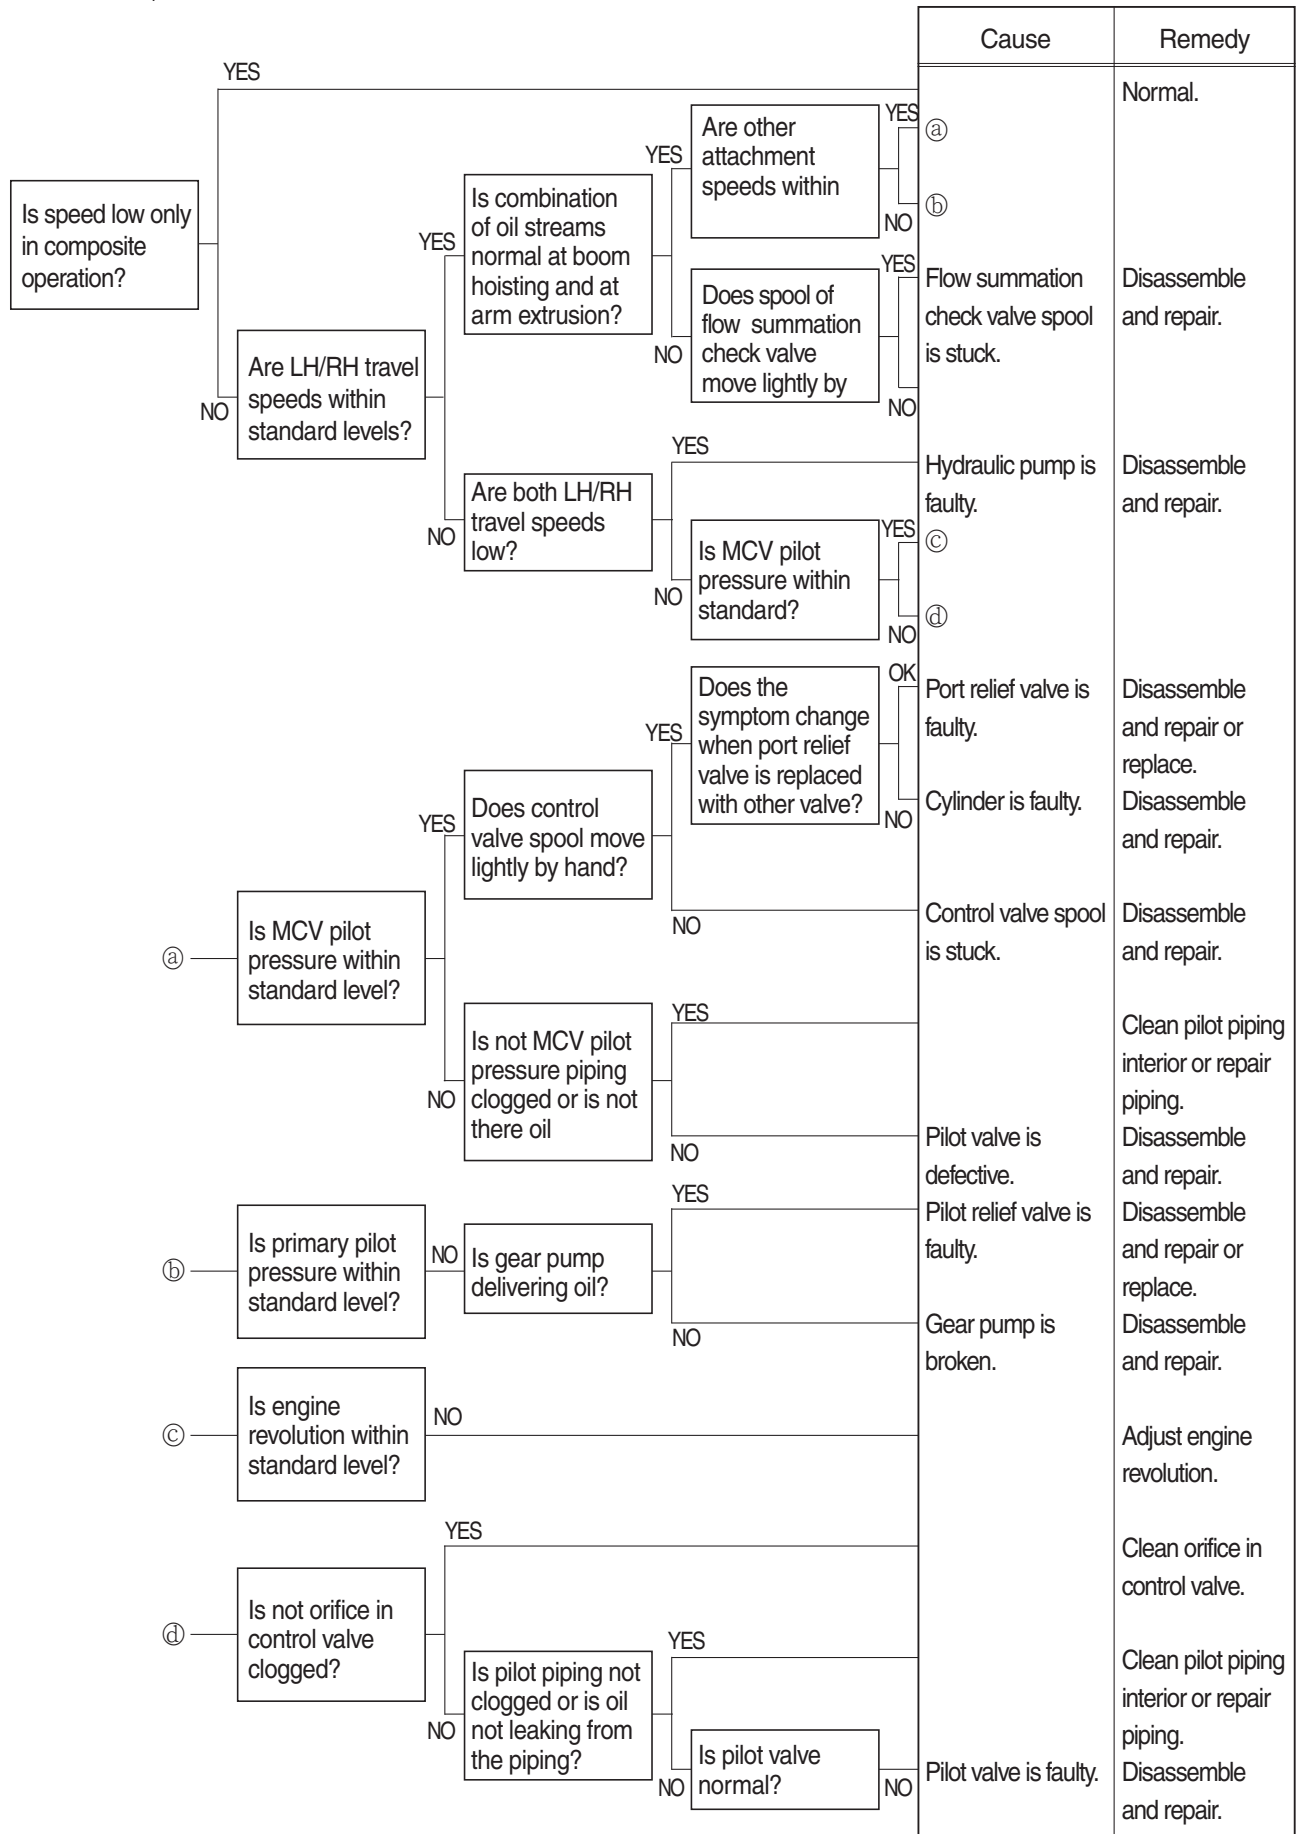 Cause
Remedy
YES
Normal.
Is speed low only
in composite
operation?
NO
Are LH/RH travel
speeds within
standard levels?
YES
Is combination
of oil streams
normal at boom
hoisting and at
arm extrusion?
YES
Are other
attachment
speeds within
YES
ⓐ
NO
ⓑ
NO
Does spool of
flow summation
check valve
move lightly by
YES
Flow summation
check valve spool
is stuck.
Disassemble
and repair.
NO
NO
Are both LH/RH
travel speeds
low?
YES
Hydraulic pump is
faulty.
Disassemble
and repair.
NO
Is MCV pilot
pressure within
standard?
YES
ⓒ
NO
ⓓ
ⓐ
Is MCV pilot
pressure within
standard level?
YES
Does control
valve spool move
lightly by hand?
YES
Does the
symptom change
when port relief
valve is replaced
with other valve?
OK
Port relief valve is
faulty.
Disassemble
and repair or
replace.
NO
Cylinder is faulty.
Disassemble
and repair.
NO
Control valve spool
is stuck.
Disassemble
and repair.
NO
Is not MCV pilot
pressure piping
clogged or is not
there oil
YES
Clean pilot piping
interior or repair
piping.
NO
Pilot valve is
defective.
Disassemble
and repair.
ⓑ
Is primary pilot
pressure within
standard level?
NO
Is gear pump
delivering oil?
YES
Pilot relief valve is
faulty.
Disassemble
and repair or
replace.
NO
Gear pump is
broken.
Disassemble
and repair.
ⓒ
Is engine
revolution within
standard level?
NO
Adjust engine
revolution.
ⓓ
Is not orifice in
control valve
clogged?
YES
Clean orifice in
control valve.
NO
Is pilot piping not
clogged or is oil
not leaking from
the piping?
YES
Clean pilot piping
interior or repair
piping.
NO
Is pilot valve
normal?
NO
Pilot valve is faulty.
Disassemble
and repair.